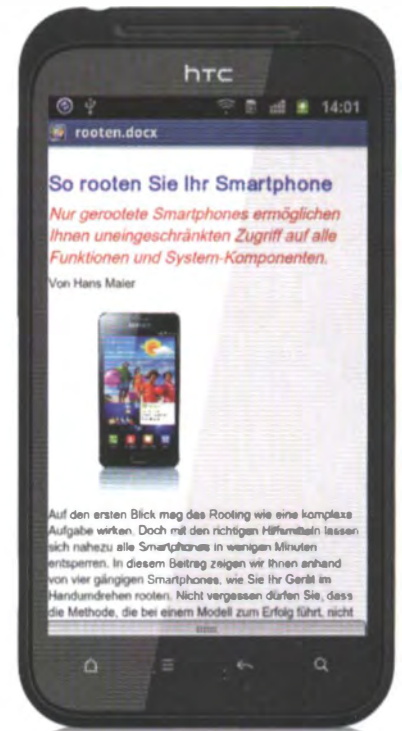 hTC
14:01
rooten.docx
So rooten Sie Ihr Smartphone
Nur gerootete Smartphones ermöglichen
Ihnen uneingeschränkten Zugriff auf alle
Funktionen und System-Komponenten.
Von Hans Maier
SAMSUNG
Auf den ersten Blick mag das Rooting wie eine komplexe
Aufgabe wirken. Doch mit den richtigen Hilfsmitteln lassen
sich nahezu alle Smartphones in wenigen Minuten
entsperren. In diesem Beitrag zeigen wir Ihnen anhand
von vier gängigen Smartphones, wie Sie Ihr Gerät im
Handumdrehen rooten. Nicht vergessen dürfen Sie, dass
die Methode, die bei einem Modell zum Erfolg führt, nicht